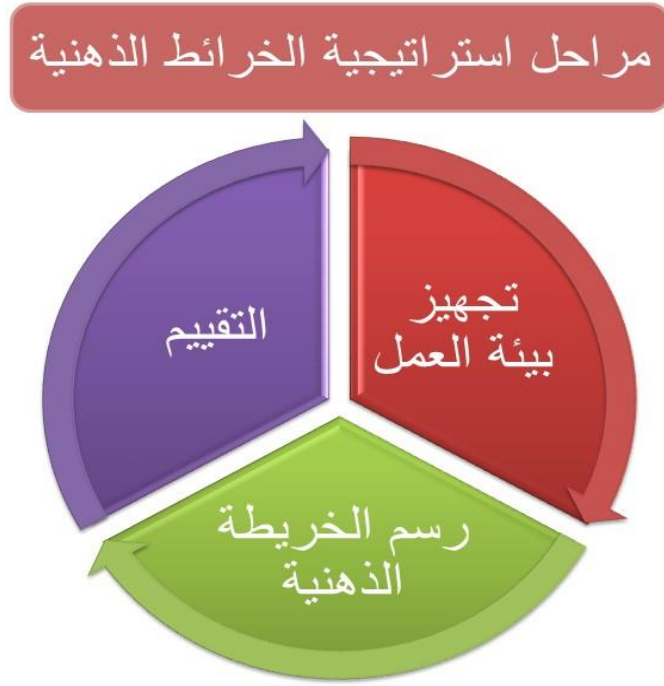 مراحل استراتيجية الخرائط الذهنية
تجهيز
بيئة العمل
رسم الخريطة
الذهنية
التقييم